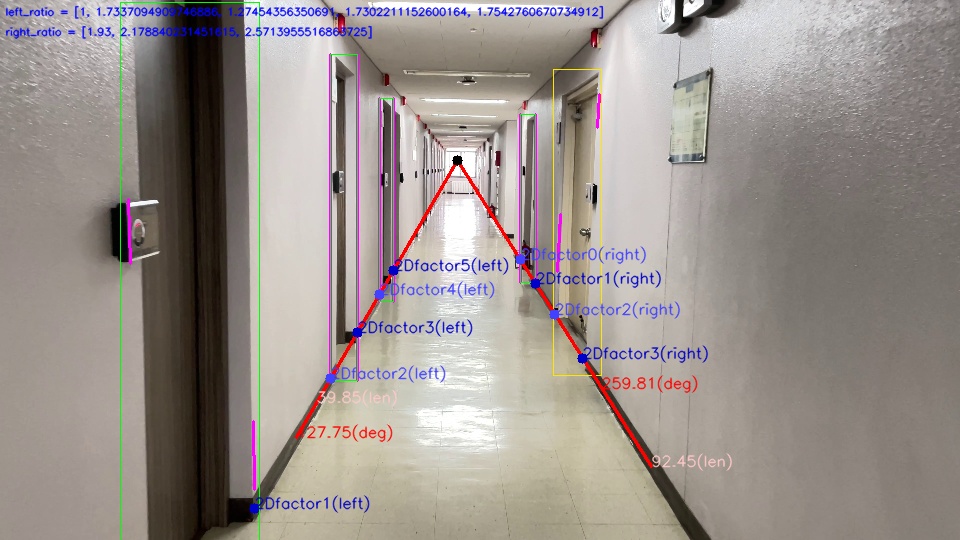 left_ratio = [1, 1.7337094909746886, 1.2745435635069, 1.7302211152600164, 1.7542760670734912]
right_ratio = [1.93, 2.178840231451615, 2.5713955516863725]
2Dfactor0(right)
2Dfactor5(left)
2Dfactor1(right)
2Dfactor4(left)
2Dfactor2(right)
2Dfactor3(left)
2Dfactor3(right)
2Dfactor2(left)
259.81(deg)
39.85(len)
27.75(deg)
92.45(len)
2Dfactor1(left)